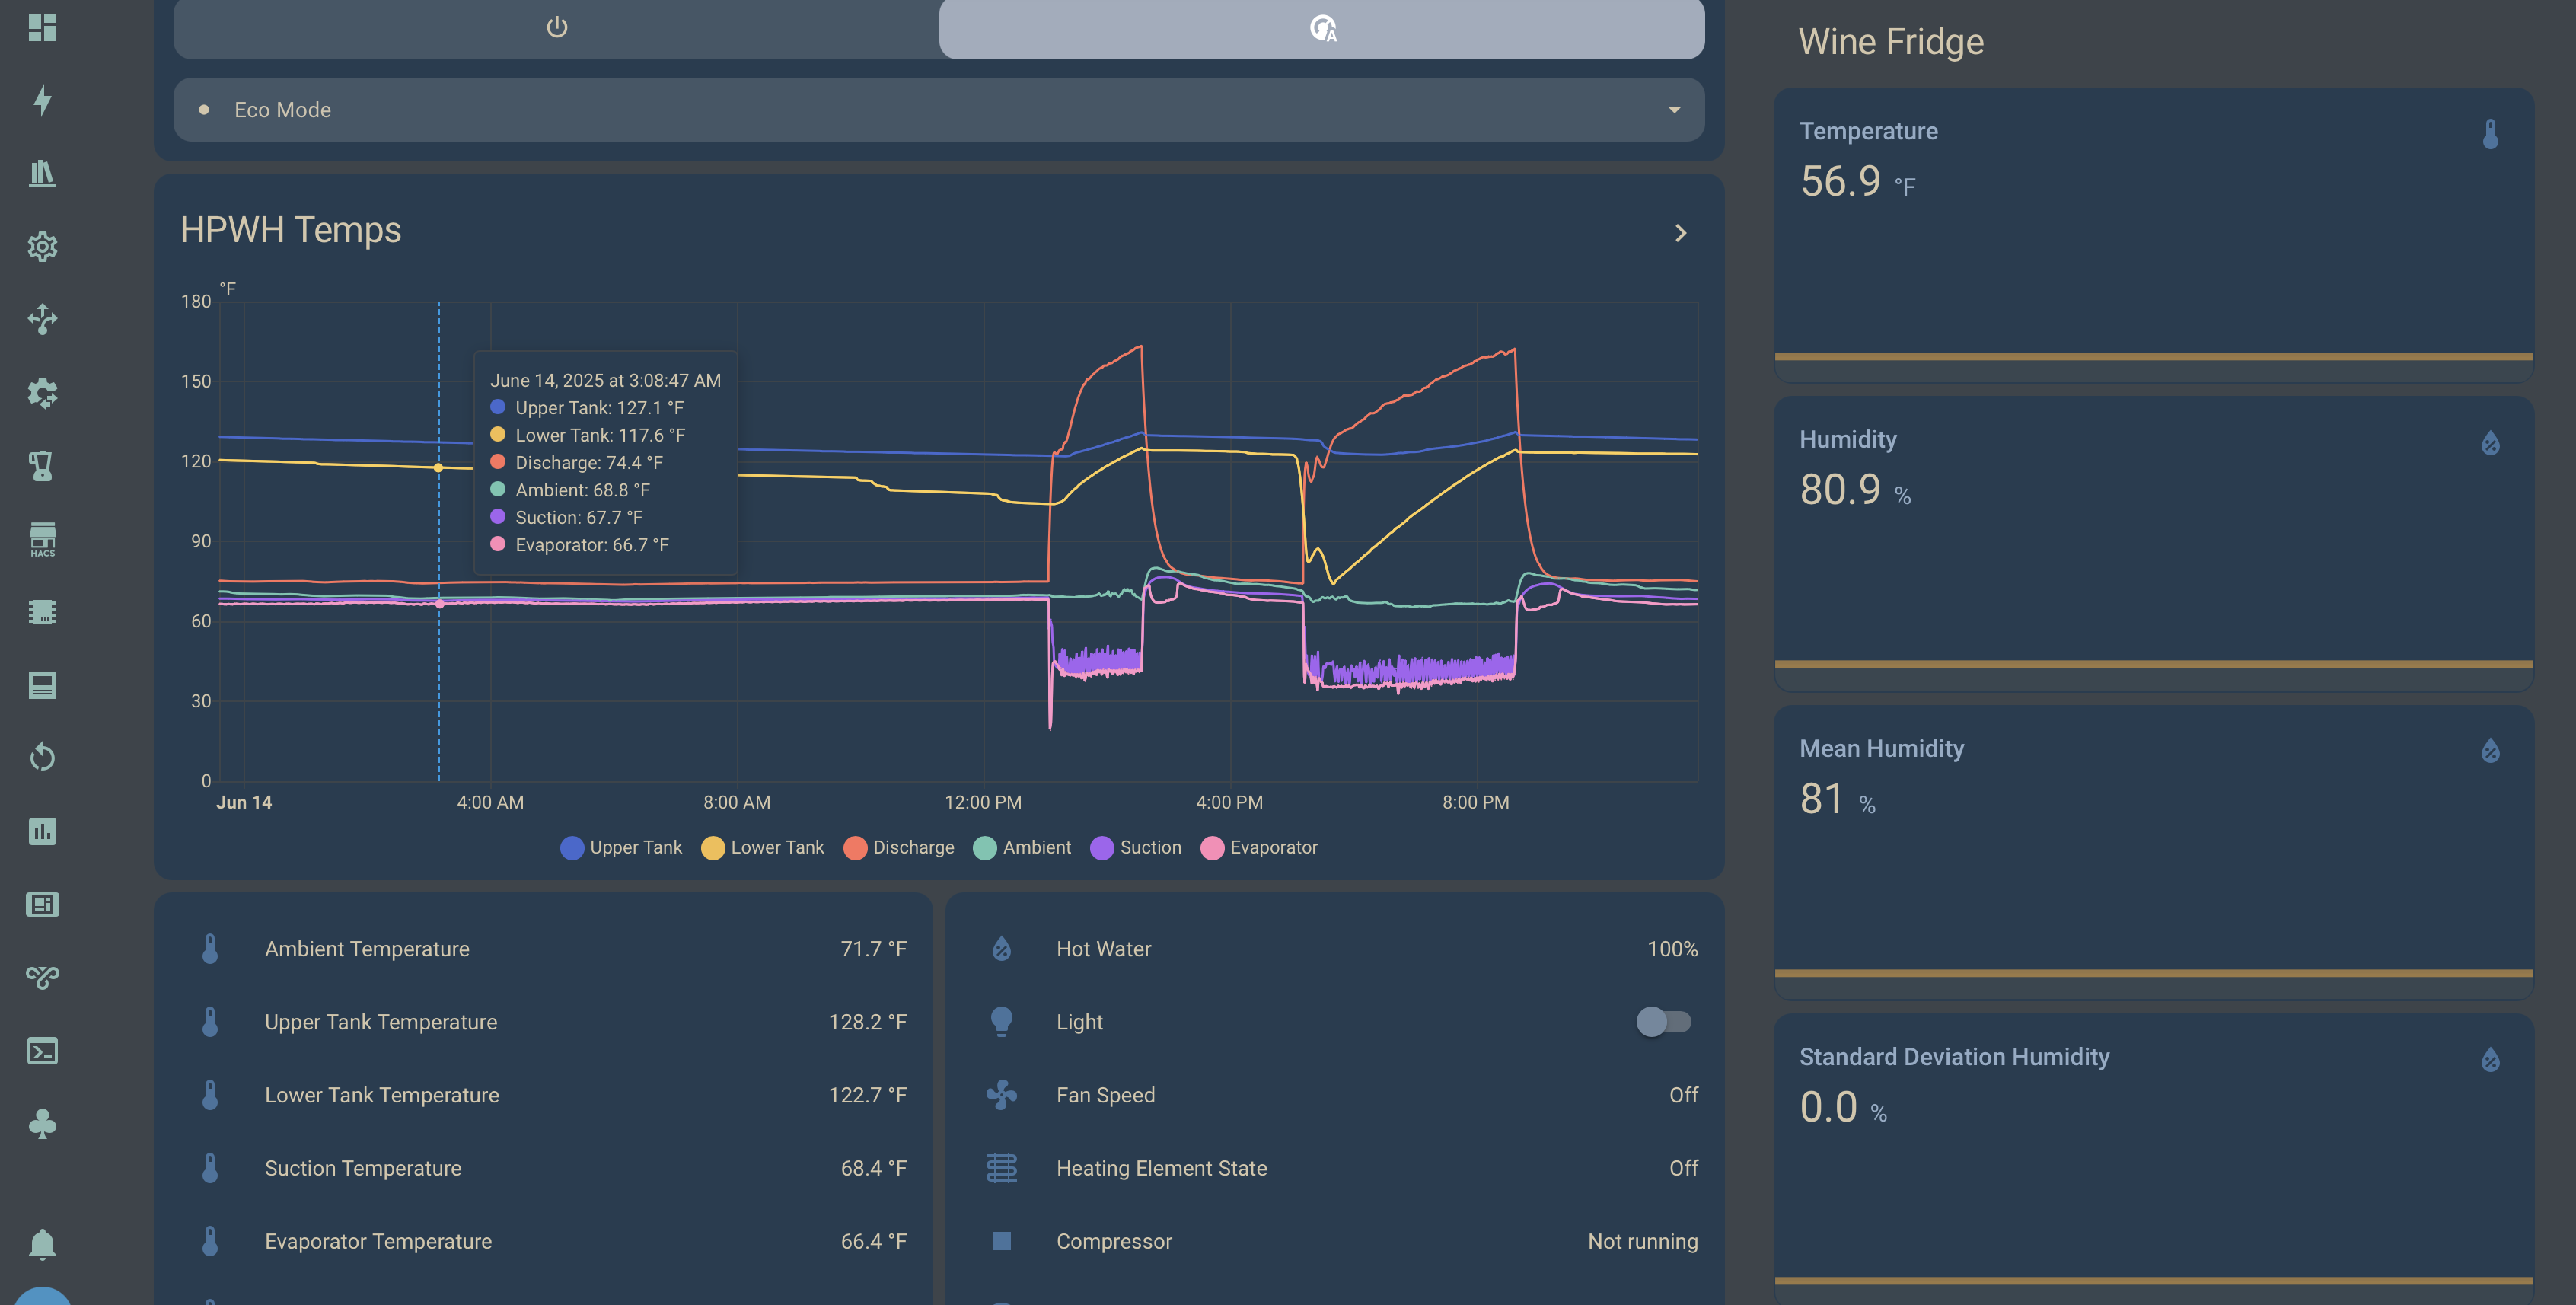 A
Eco Mode
HPWH Temps
°F
180
150
120
90
60
30
0
June 14, 2025 at 3:08:47 AM
Upper Tank: 127.1 °F
Lower Tank: 117.6 °F
Discharge: 74.4 °F
Ambient: 68.8 °F
Suction: 67.7 °F
Evaporator: 66.7 °F
Jun 14 4:00 AM 8:00 AM 12:00 PM 4:00 PM 8:00 PM
Upper Tank Lower Tank Discharge Ambient Suction Evaporator
Ambient Temperature 71.7 °F
Upper Tank Temperature 128.2 °F
Lower Tank Temperature 122.7 °F
Suction Temperature 68.4 °F
Evaporator Temperature 66.4 °F
Hot Water 100%
Light
Fan Speed Off
Heating Element State Off
Compressor Not running
Wine Fridge
Temperature
56.9 °F
Humidity
80.9 %
Mean Humidity
81 %
Standard Deviation Humidity
0.0 %
HACS